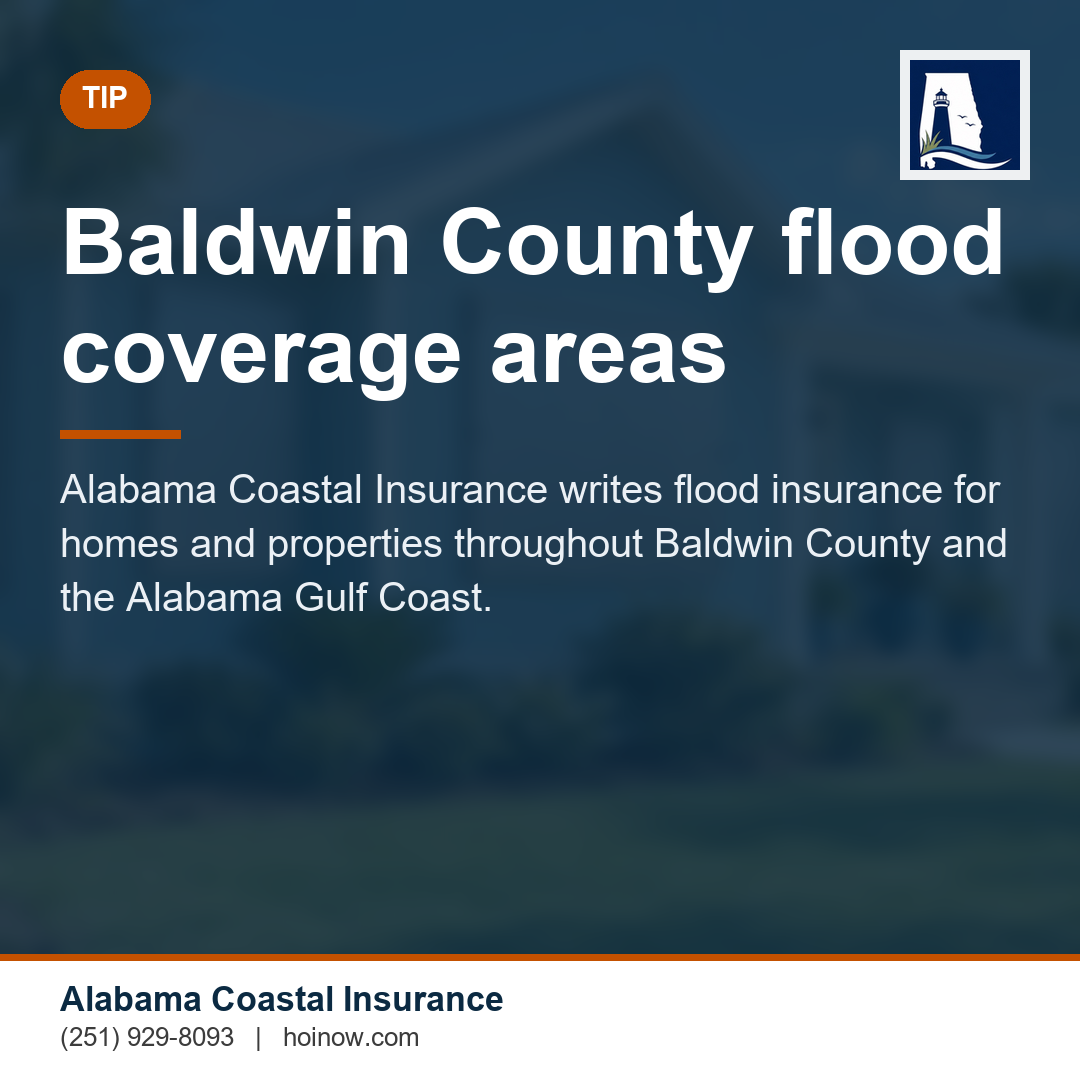 TIP
Baldwin County flood
coverage areas
Alabama Coastal Insurance writes flood insurance for
homes and properties throughout Baldwin County and
the Alabama Gulf Coast.
Alabama Coastal Insurance
(251) 929-8093 | hoinow.com